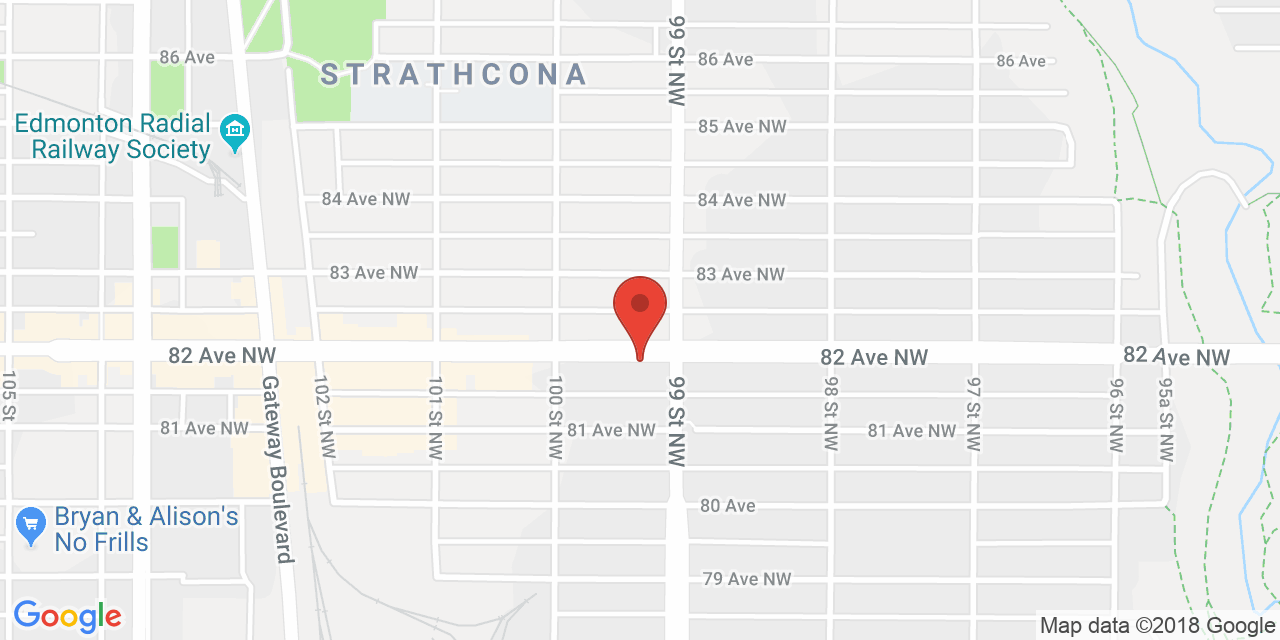 99 St NW
86 Ave
86 Ave
86 Ave
STRATHCONA
Edmonton Radial
Railway Society
85 Ave NW
84 Ave NW
84 Ave NW
83 Ave NW
83 Ave NW
82 Ave NW
82 Ave NW
82 Ave NW
105 St
Gateway Boulevard
102 St NW
101 St NW
100 St NW
99 St NW
98 St NW
97 St NW
96 St NW
95a St NW
81 Ave NW
81 Ave NW
81 Ave NW
80 Ave
Bryan & Alison's
No Frills
79 Ave NW
Google
Map data ©2018 Google